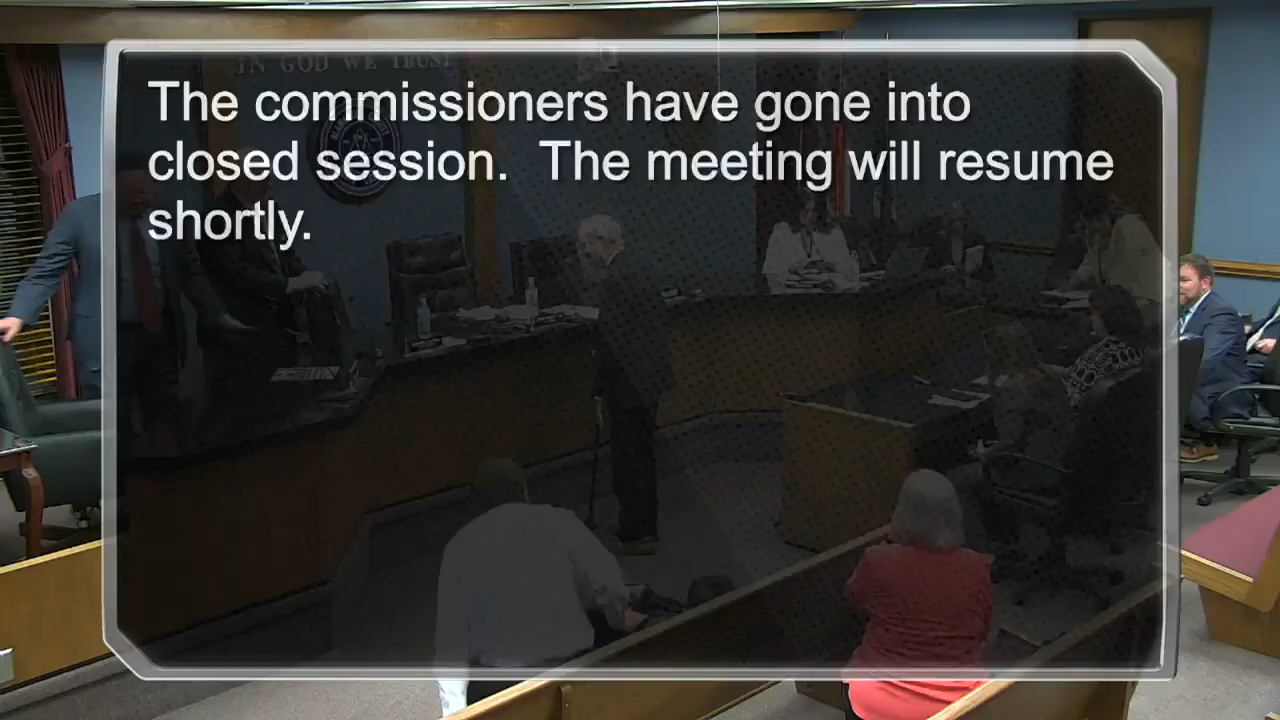 IN GOD WE TRUST
The commissioners have gone into
closed session.  The meeting will resume
shortly.